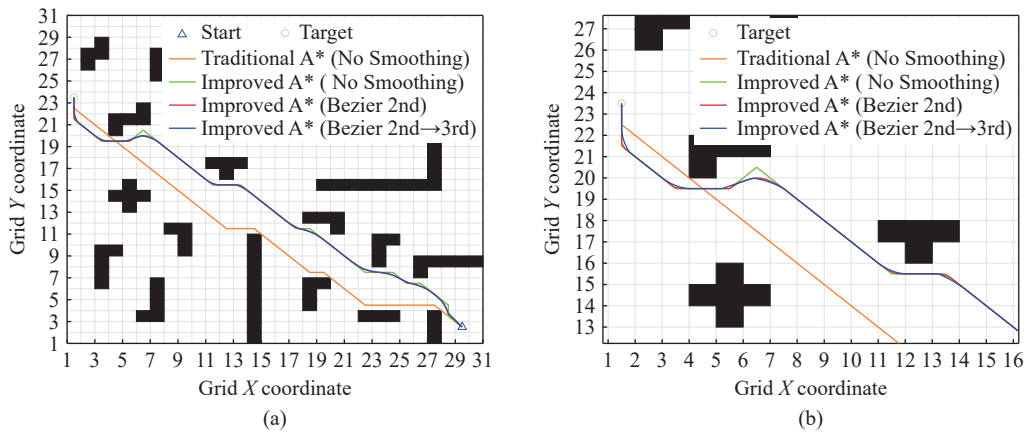 31
29
27
25
23
21
19
17
15
13
11
9
7
5
3
1
Grid Y coordinate
Start
Target
Traditional A* (No Smoothing)
Improved A* ( No Smoothing)
Improved A* (Bezier 2nd)
Improved A* (Bezier 2nd→3rd)
1 3 5 7 9 11 13 15 17 19 21 23 25 27 29 31
Grid X coordinate
(a)
27
26
25
24
23
22
21
20
19
18
17
16
15
14
13
Grid Y coordinate
Start
Target
Traditional A* (No Smoothing)
Improved A* ( No Smoothing)
Improved A* (Bezier 2nd)
Improved A* (Bezier 2nd→3rd)
1 2 3 4 5 6 7 8 9 10 11 12 13 14 15 16
Grid X coordinate
(b)